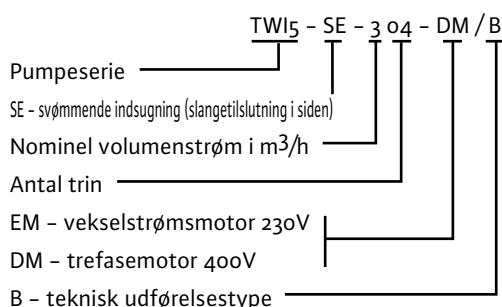 TWI5 - SE - 3 04 - DM / B
Pumpeserie
SE – svømmende indsugning (slangetilslutning i siden)
Nominel volumenstrøm i m3/h
Antal trin
EM – vekselstrømsmotor 230V
DM – trefasemotor 400V
B – teknisk udførelsestype